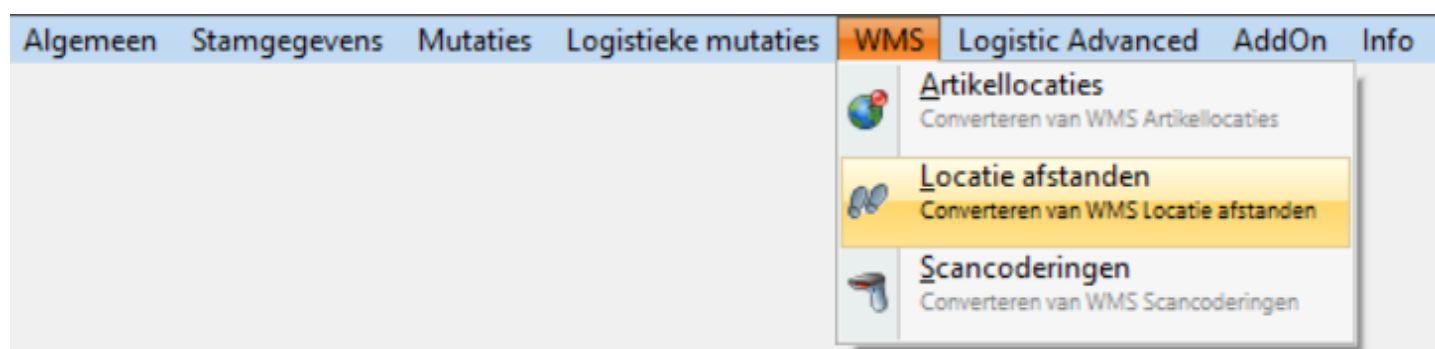 Algemeen Stamgegevens Mutaties Logistieke mutaties WMS Logistic Advanced AddOn Info
Artikellocaties
Converteren van WMS Artikellocaties
Locatie afstanden
Converteren van WMS Locatie afstanden
Scancoderingen
Converteren van WMS Scancoderingen